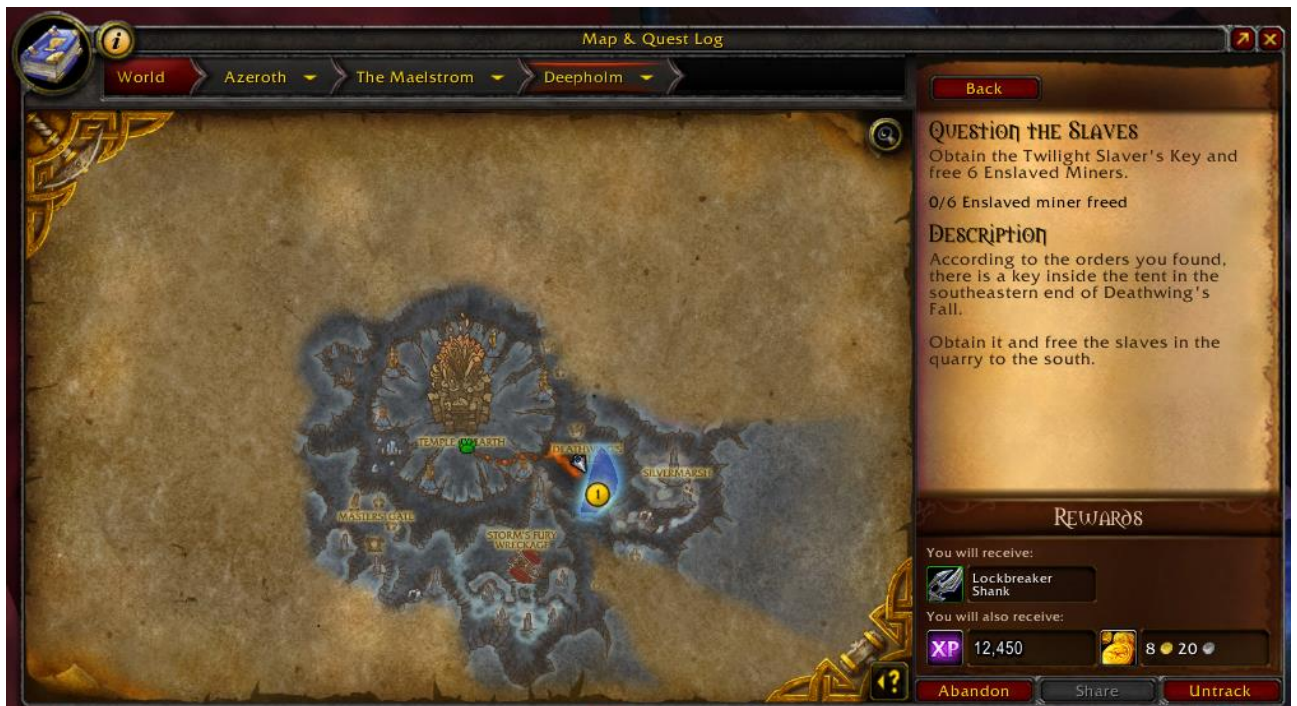 Map & Quest Log
World
Azeroth
The Maelstrom
Deepholm
Back
Question the Slaves
Obtain the Twilight Slaver's Key and
free 6 Enslaved Miners.
0/6 Enslaved miner freed
Description
According to the orders you found,
there is a key inside the tent in the
southeastern end of Deathwing's
Fall.
Obtain it and free the slaves in the
quarry to the south.
TEMPLE
EARTH
DEATHWING'S
SILVERMARSH
1
MASTERS' GATE
STORM'S FURY
WRECKAGE
Rewards
You will receive:
Lockbreaker
Shank
You will also receive:
XP 12,450
8 20
?
Abandon
Share
Untrack